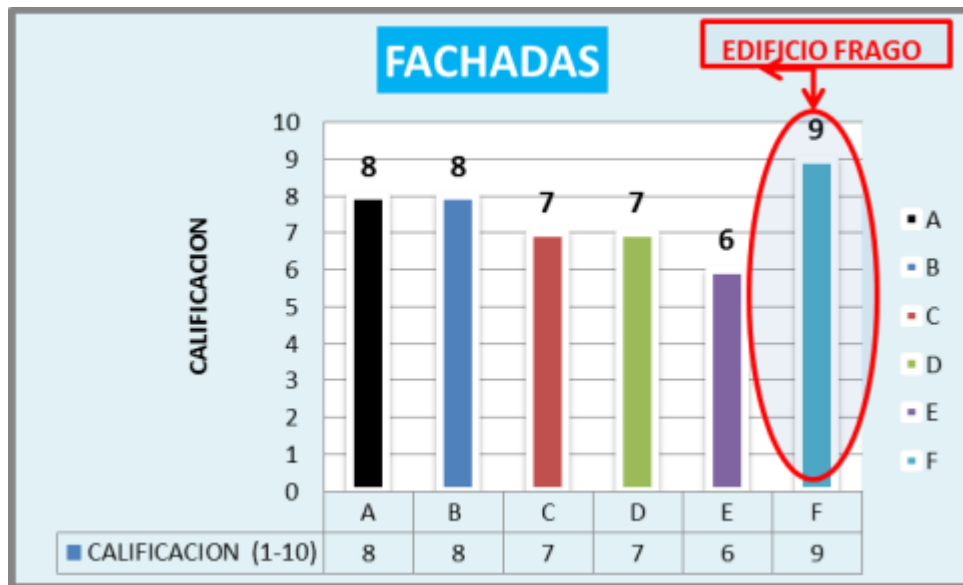 FACHADAS
EDIFICIO FRAGO
CALIFICACION
10
9
8
7
6
5
4
3
2
1
0
8
8
7
7
6
9
A
B
C
D
E
F
A B C D E F
CALIFICACION (1-10) 8 8 7 7 6 9